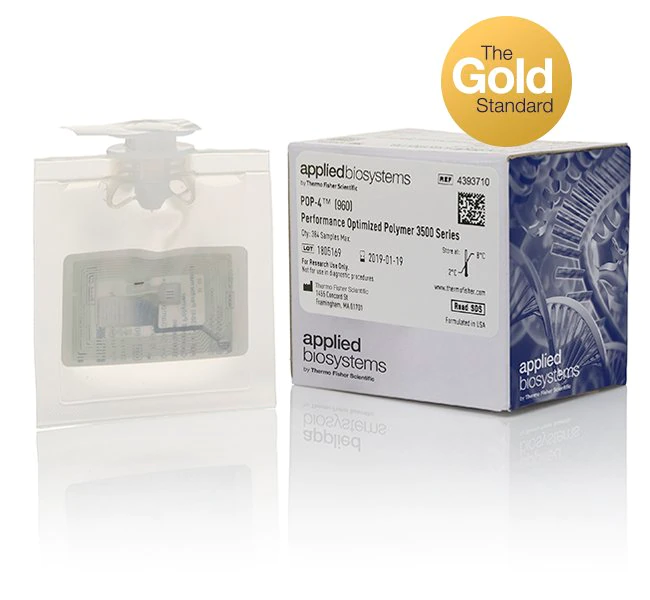 The
Gold
Standard
appliedbiosystems
by Thermo Fisher Scientific
REF 4393710
POP-4™ (960)
Performance Optimized Polymer 3500 Series
Qty: 384 Samples Max.
LOT 1805169
2019-01-19
Store at:
8°C
2°C
For Research Use Only.
Not for use in diagnostic procedures
Thermo Fisher Scientific
1455 Concord St
Framingham, MA 01701
www.thermofisher.com
Read SDS
Formulated in USA
applied
biosystems
by Thermo Fisher Scientific
applied
biosystems
by Thermo Fisher Scientific